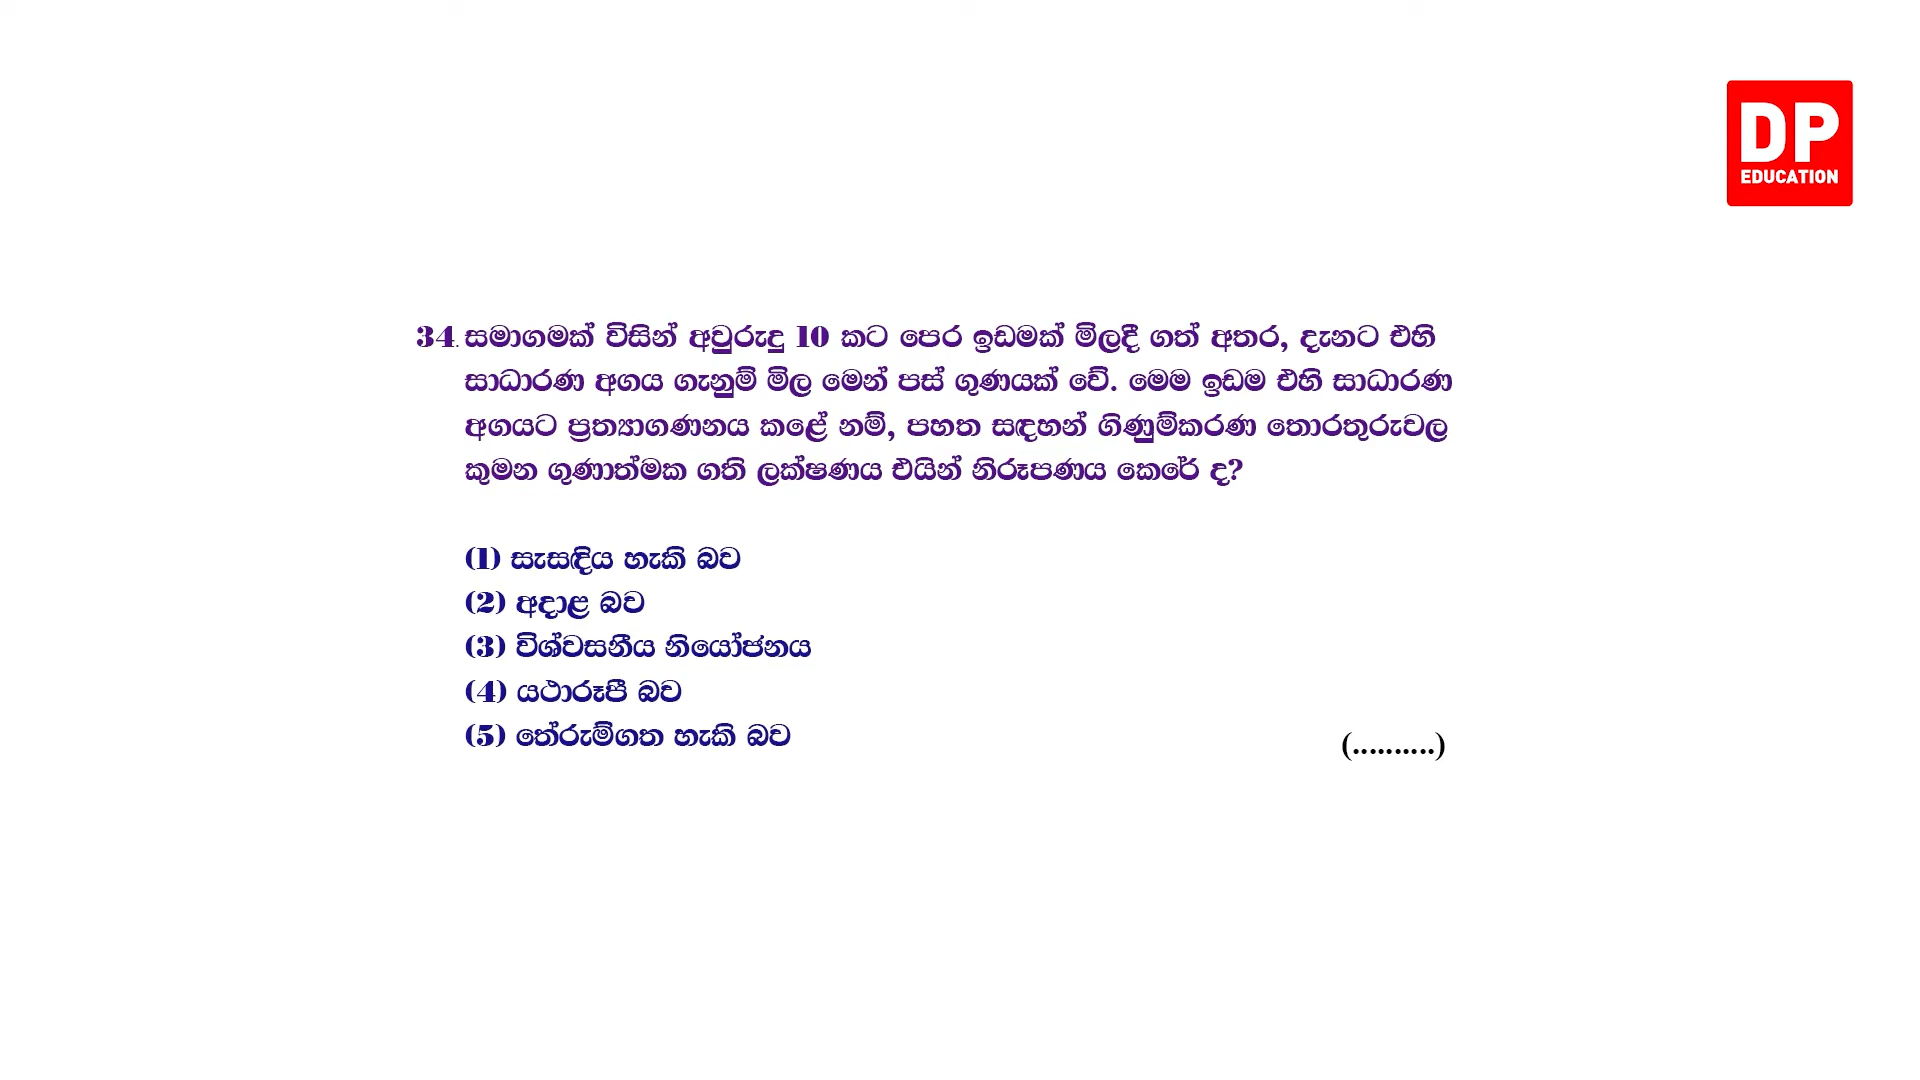 DP
EDUCATION
34. සමාගමක් විසින් අවුරුදු 10 කට පෙර ඉඩමක් මිලදී ගත් අතර, දැනට එහි
සාධාරණ අගය ගැනුම් මිල මෙන් පස් ගුණයක් වේ. මෙම ඉඩම එහි සාධාරණ
අගයට ප්‍රත්‍යාගණනය කළේ නම්, පහත සඳහන් ගිණුම්කරණ තොරතුරුවල
කුමන ගුණාත්මක ගති ලක්ෂණය එයින් නිරූපණය කෙරේ ද?
(1) සැසඳිය හැකි බව
(2) අදාළ බව
(3) විශ්වසනීය නියෝජනය
(4) යථාරූපී බව
(5) තේරුම්ගත හැකි බව
(..........)